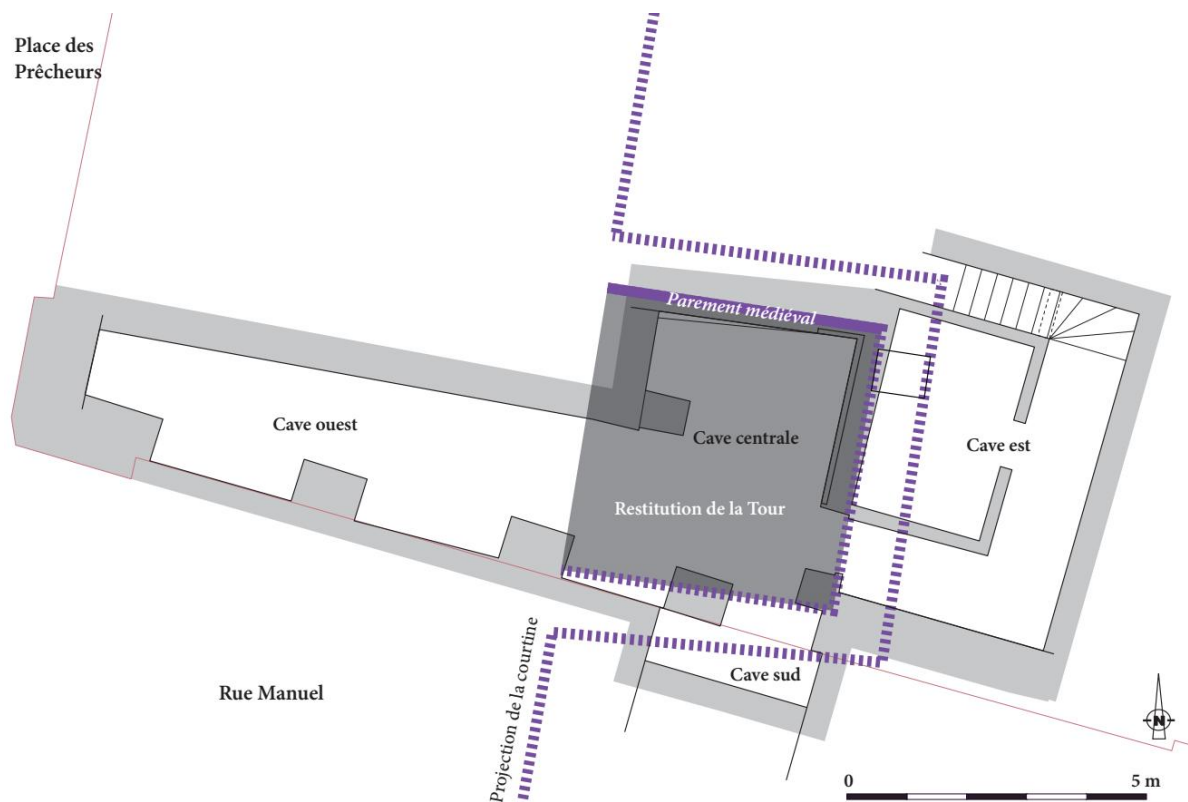 Place des
Prêcheurs
Parement médiéval
Cave ouest
Cave centrale
Cave est
Restitution de la Tour
Projection de la courtine
Cave sud
Rue Manuel
N
0
5 m